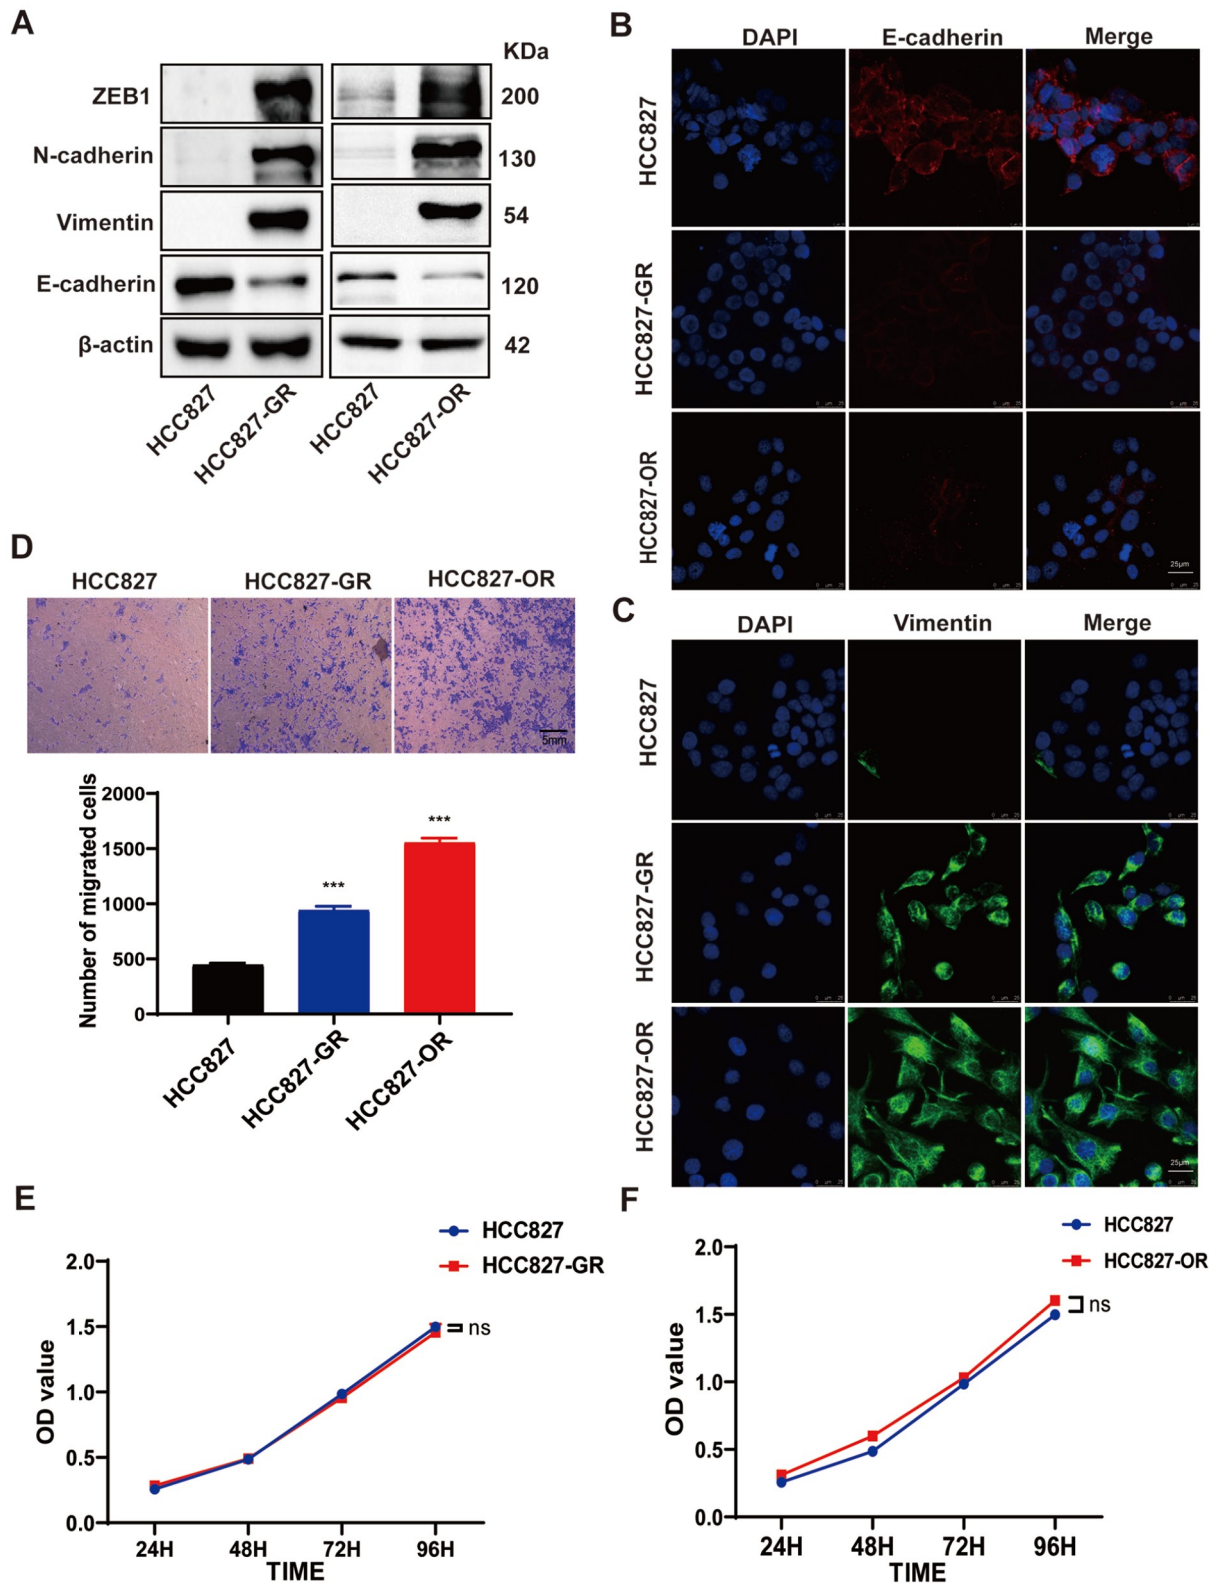 A
KDa
ZEB1
200
N-cadherin
130
Vimentin
54
E-cadherin
120
β-actin
42
HCC827
HCC827-GR
HCC827
HCC827-OR
B
DAPI
E-cadherin
Merge
HCC827
HCC827-GR
HCC827-OR
25μm
C
DAPI
Vimentin
Merge
HCC827
HCC827-GR
HCC827-OR
25μm
D
HCC827
HCC827-GR
HCC827-OR
5mm
Number of migrated cells
2000
1500
1000
500
0
***
***
HCC827
HCC827-GR
HCC827-OR
E
HCC827
HCC827-GR
OD value
2.0
1.5
1.0
0.5
0.0
ns
24H
48H
72H
96H
TIME
F
HCC827
HCC827-OR
OD value
2.0
1.5
1.0
0.5
0.0
ns
24H
48H
72H
96H
TIME